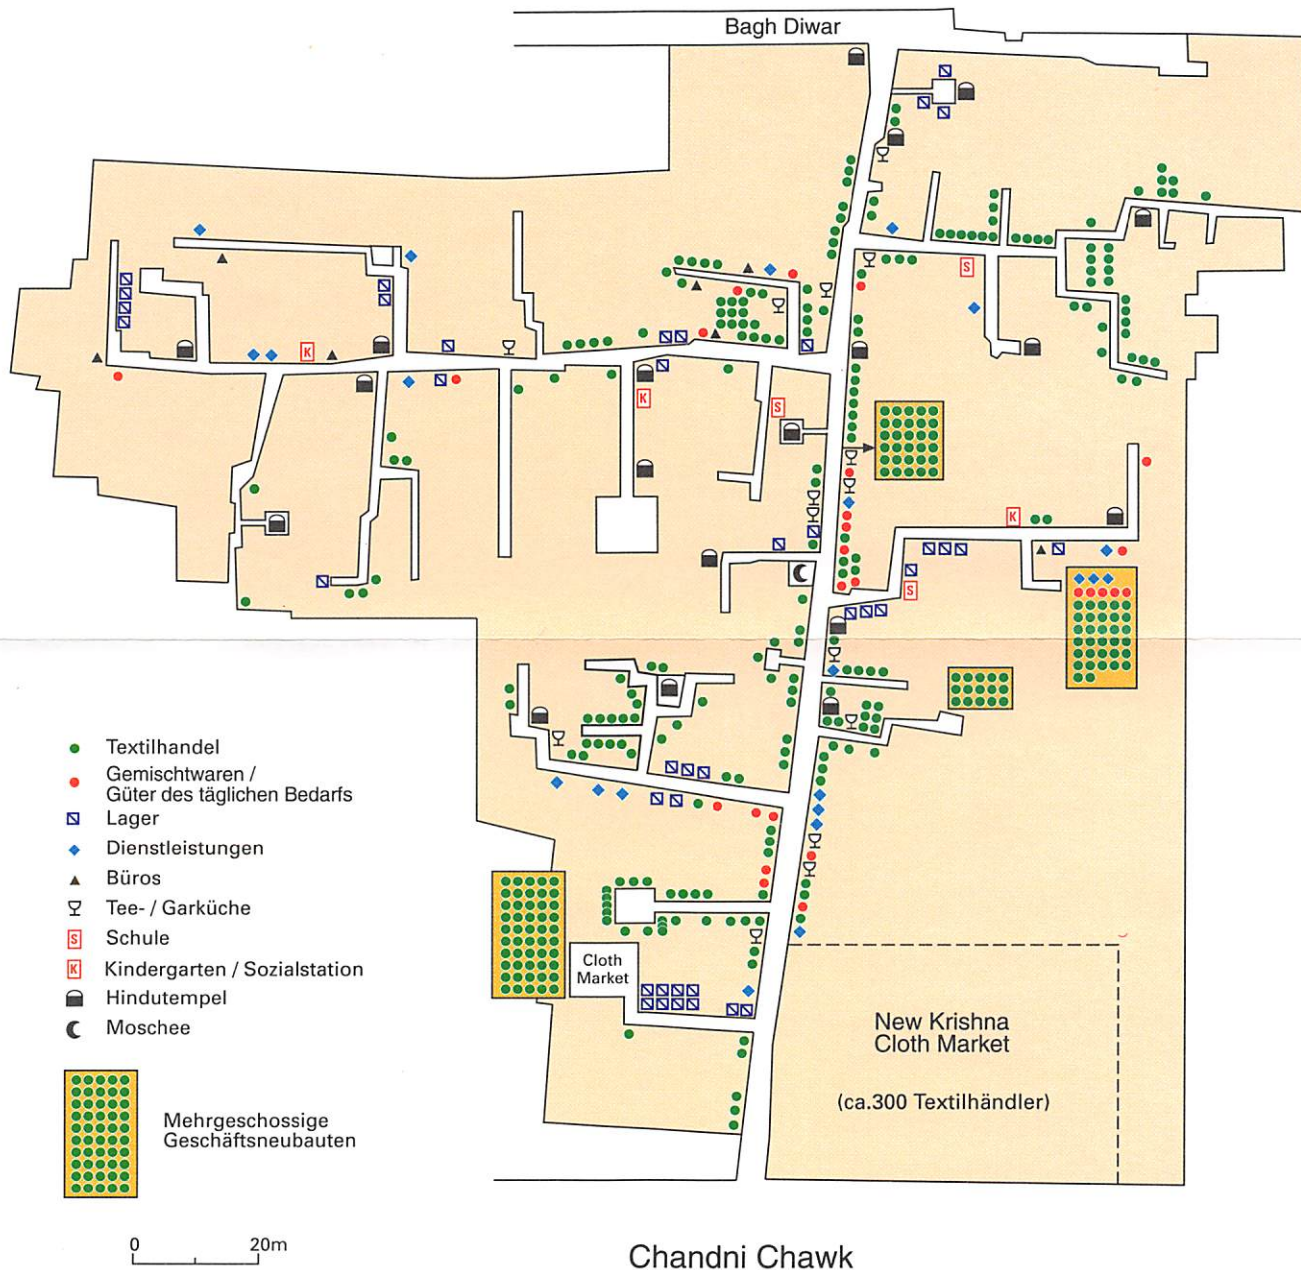 Bagh Diwar
S
K
K
S
K
S
Textilhandel
Gemischtwaren /
Güter des täglichen Bedarfs
Lager
Dienstleistungen
Büros
Tee- / Garküche
S Schule
K Kindergarten / Sozialstation
Hindutempel
Moschee
Mehrgeschossige
Geschäftsneubauten
Cloth
Market
New Krishna
Cloth Market
(ca.300 Textilhändler)
0 20m
Chandni Chawk